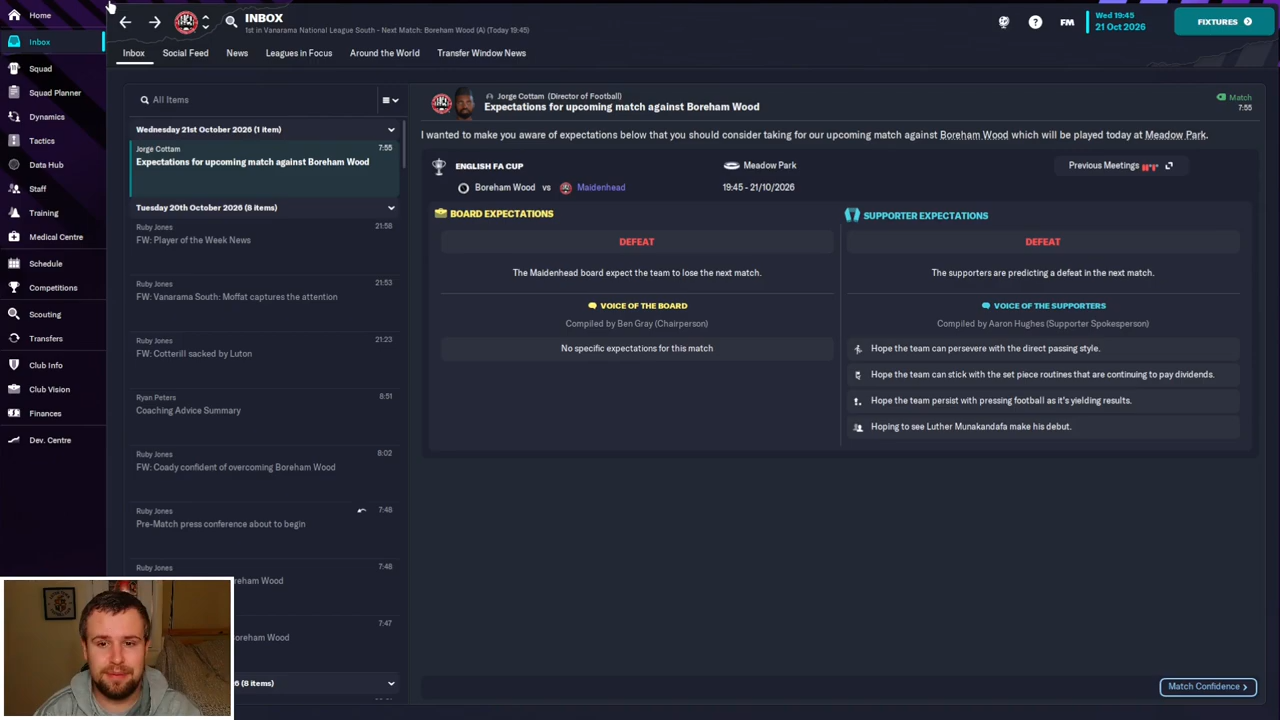 Home
Inbox
Squad
Squad Planner
Dynamics
Tactics
Data Hub
Staff
Training
Medical Centre
Schedule
Competitions
Scouting
Transfers
Club Info
Club Vision
Finances
Dev. Centre
INBOX
1st in Vanarama National League South - Next Match: Boreham Wood (A) (Today 19:45)
FM
Wed 19:45
21 Oct 2026
FIXTURES
Inbox Social Feed News Leagues in Focus Around the World Transfer Window News
All Items
Wednesday 21st October 2026 (1 item)
Jorge Cottam 7:55
Expectations for upcoming match against Boreham Wood
Tuesday 20th October 2026 (8 items)
Ruby Jones 21:58
FW: Player of the Week News
Ruby Jones 21:53
FW: Vanarama South: Moffat captures the attention
Ruby Jones 21:23
FW: Cotterill sacked by Luton
Ryan Peters 8:51
Coaching Advice Summary
Ruby Jones 8:02
FW: Coady confident of overcoming Boreham Wood
Ruby Jones 7:48
Pre-Match press conference about to begin
Ruby Jones 7:48
Boreham Wood
7:47
Boreham Wood
(8 items)
Jorge Cottam (Director of Football)
Expectations for upcoming match against Boreham Wood
Match
7:55
I wanted to make you aware of expectations below that you should consider taking for our upcoming match against Boreham Wood which will be played today at Meadow Park.
ENGLISH FA CUP
Meadow Park
Previous Meetings
Boreham Wood vs Maidenhead
19:45 - 21/10/2026
BOARD EXPECTATIONS
DEFEAT
The Maidenhead board expect the team to lose the next match.
VOICE OF THE BOARD
Compiled by Ben Gray (Chairperson)
No specific expectations for this match
SUPPORTER EXPECTATIONS
DEFEAT
The supporters are predicting a defeat in the next match.
VOICE OF THE SUPPORTERS
Compiled by Aaron Hughes (Supporter Spokesperson)
Hope the team can persevere with the direct passing style.
Hope the team can stick with the set piece routines that are continuing to pay dividends.
Hope the team persist with pressing football as it's yielding results.
Hoping to see Luther Munakandafa make his debut.
Match Confidence